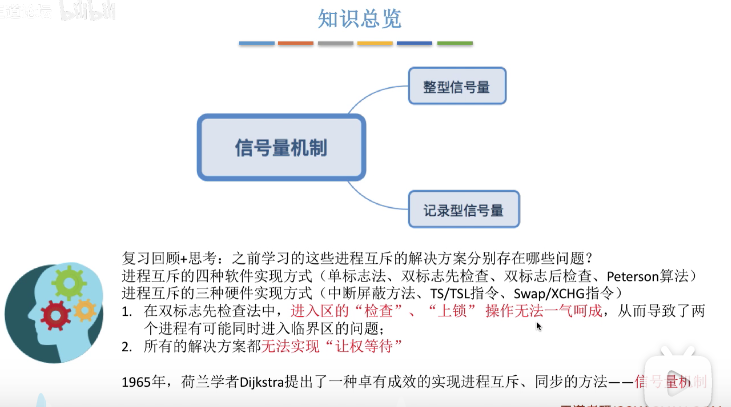 知识总览
整型信号量
信号量机制
记录型信号量
复习回顾+思考：之前学习的这些进程互斥的解决方案分别存在哪些问题？
进程互斥的四种软件实现方式（单标志法、双标志先检查、双标志后检查、Peterson算法）
进程互斥的三种硬件实现方式（中断屏蔽方法、TS/TSL指令、Swap/XCHG指令）
1. 在双标志先检查法中，进入区的“检查”、“上锁” 操作无法一气呵成，从而导致了两
个进程有可能同时进入临界区的问题；
2. 所有的解决方案都无法实现“让权等待”
1965年，荷兰学者Dijkstra提出了一种卓有成效的实现进程互斥、同步的方法——信号量机制